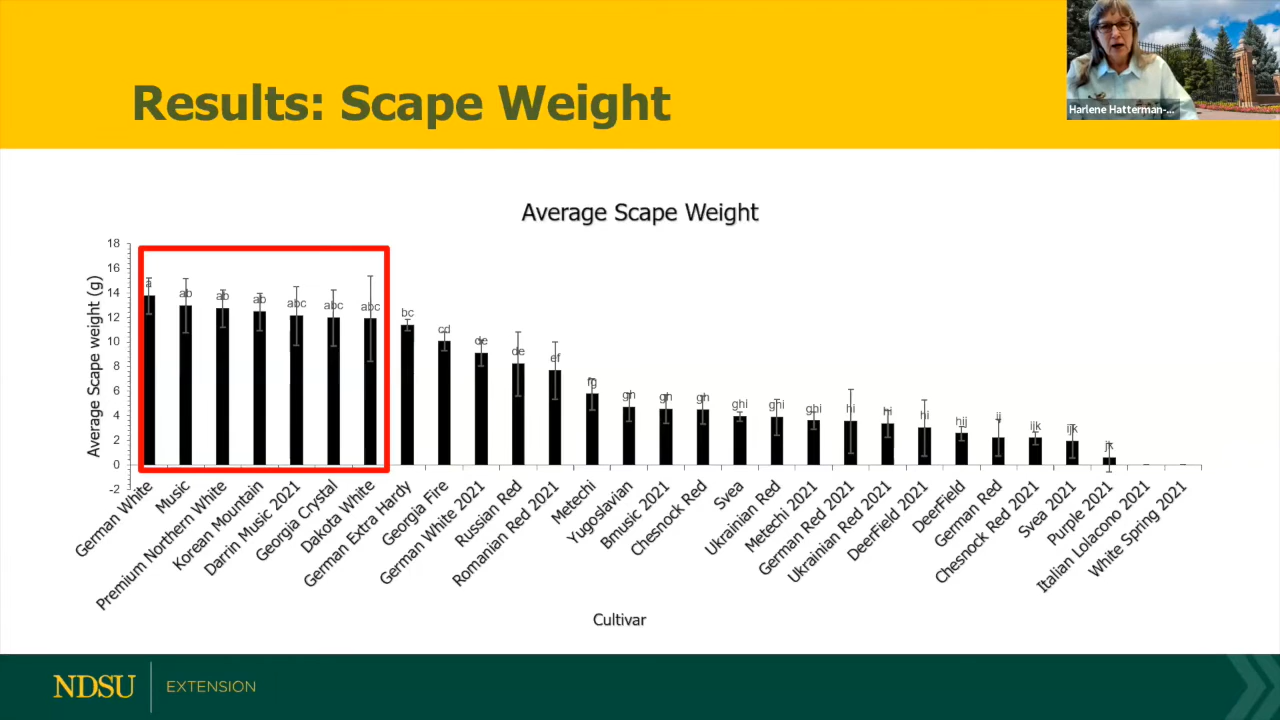 Results: Scape Weight
Harlene Hatterman-...
Average Scape Weight
Average Scape weight (g)
18
16
14
12
10
8
6
4
2
0
-2
a
ab
ab
ab
abc
abc
abc
bc
cd
de
de
ef
fg
gh
gh
gh
ghi
ghi
ghi
hi
hi
hi
hij
ij
ijk
ijk
jk
German White
Music
Premium Northern White
Korean Mountain
Darrin Music 2021
Georgia Crystal
Dakota White
German Extra Hardy
Georgia Fire
German White 2021
Russian Red
Romanian Red 2021
Metechi
Yugoslavian
Bmusic 2021
Chesnock Red
Svea
Ukrainian Red
Metechi 2021
German Red 2021
Ukrainian Red 2021
DeerField 2021
DeerField
German Red
Chesnock Red 2021
Svea 2021
Purple 2021
Italian Lolacono 2021
White Spring 2021
Cultivar
NDSU
EXTENSION